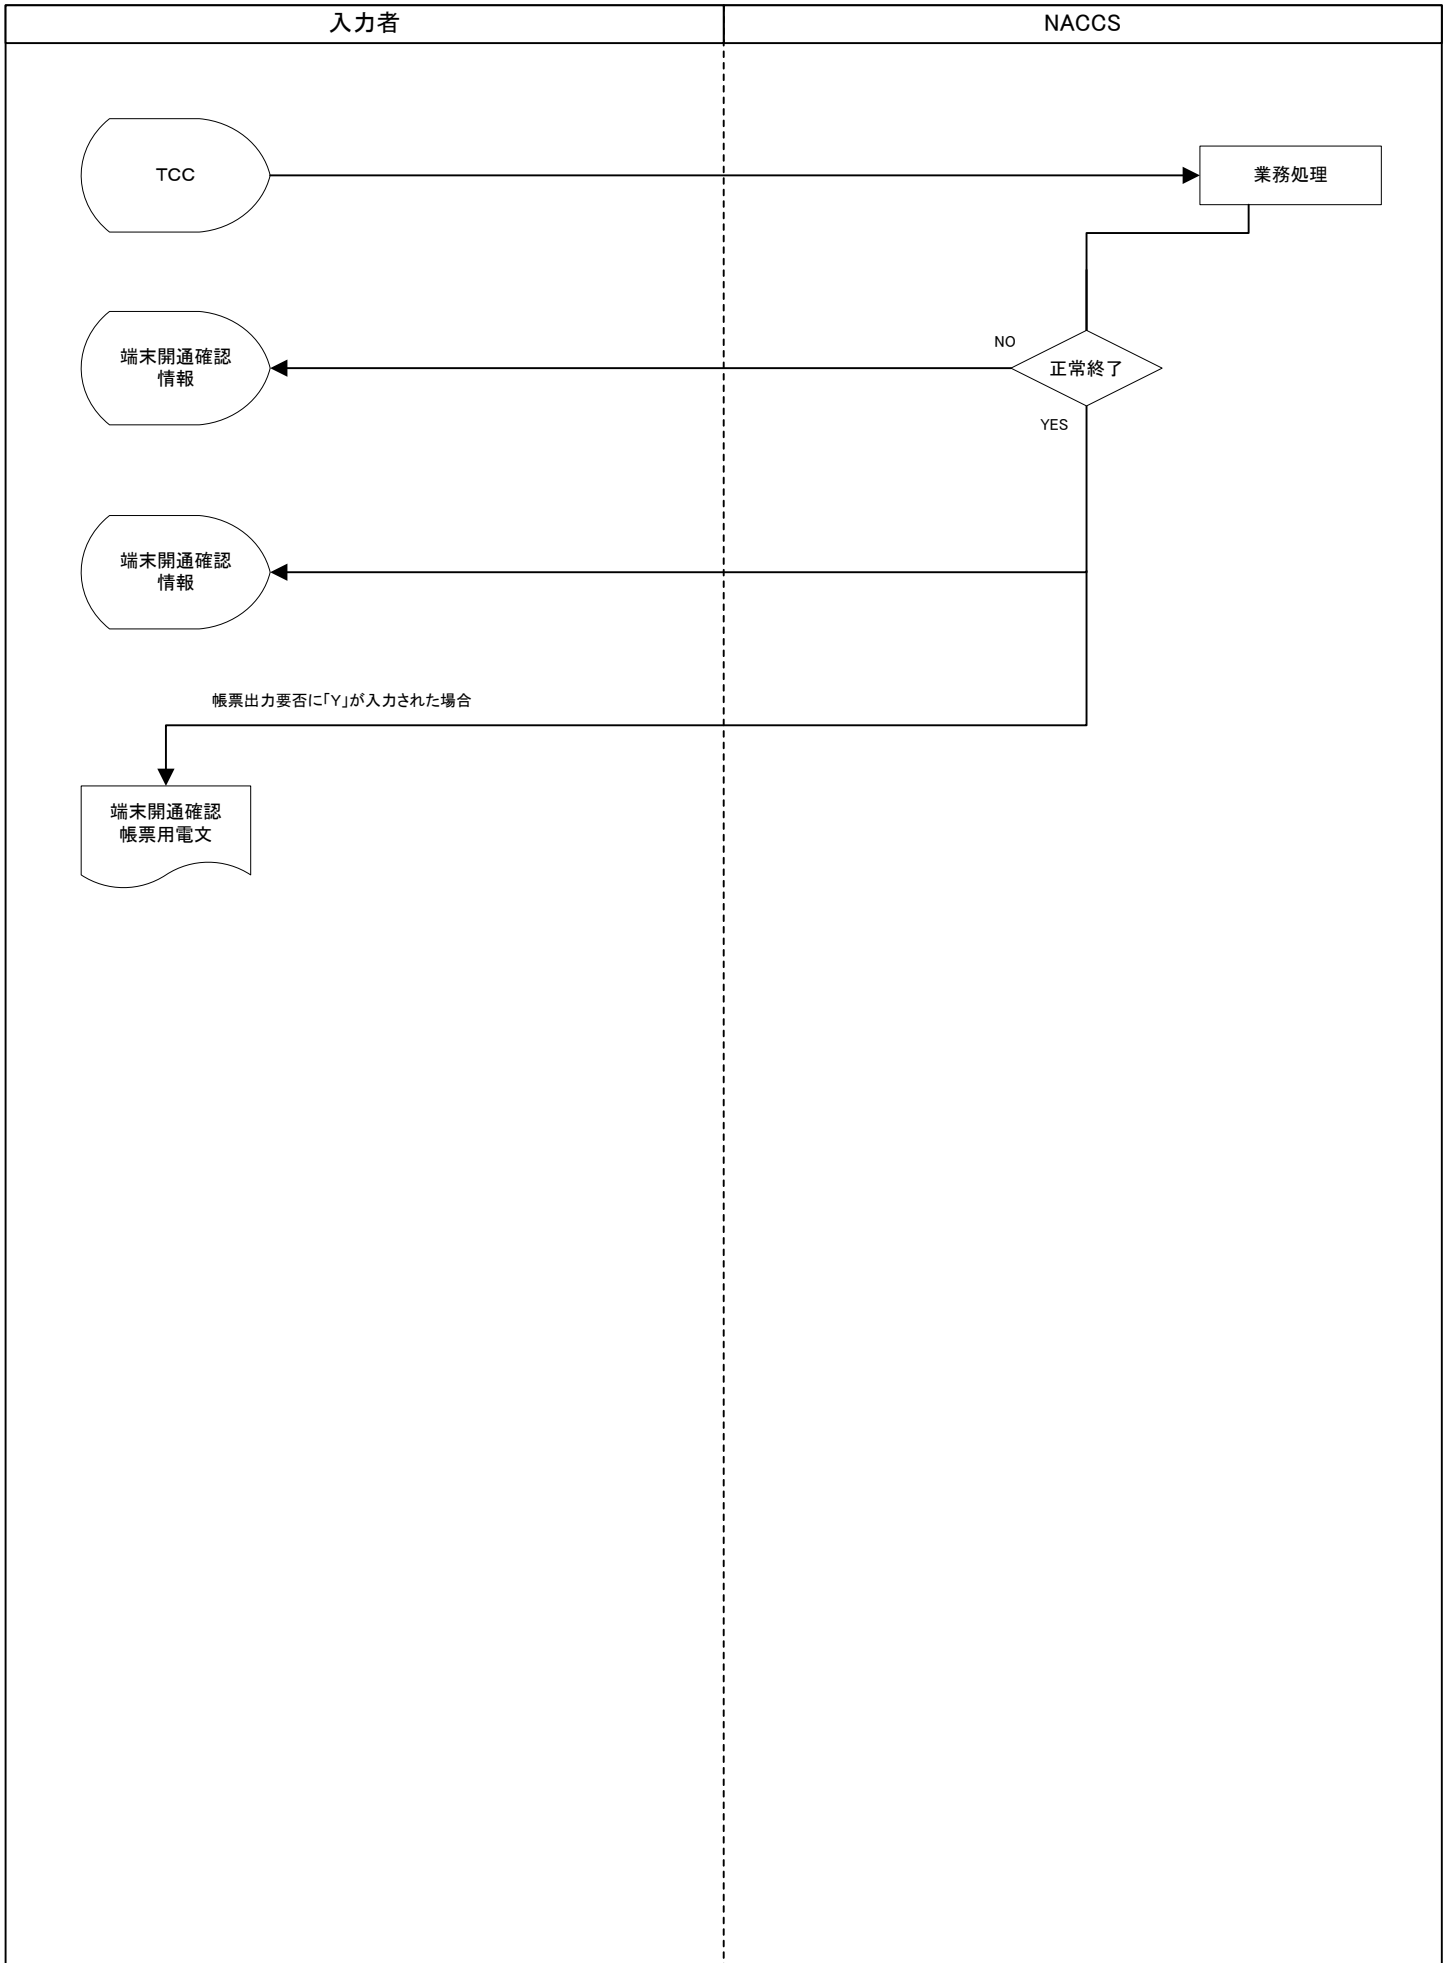 入力者
NACCS
TCC
業務処理
端末開通確認
情報
NO
正常終了
YES
端末開通確認
情報
帳票出力要否に「Y」が入力された場合
端末開通確認
帳票用電文